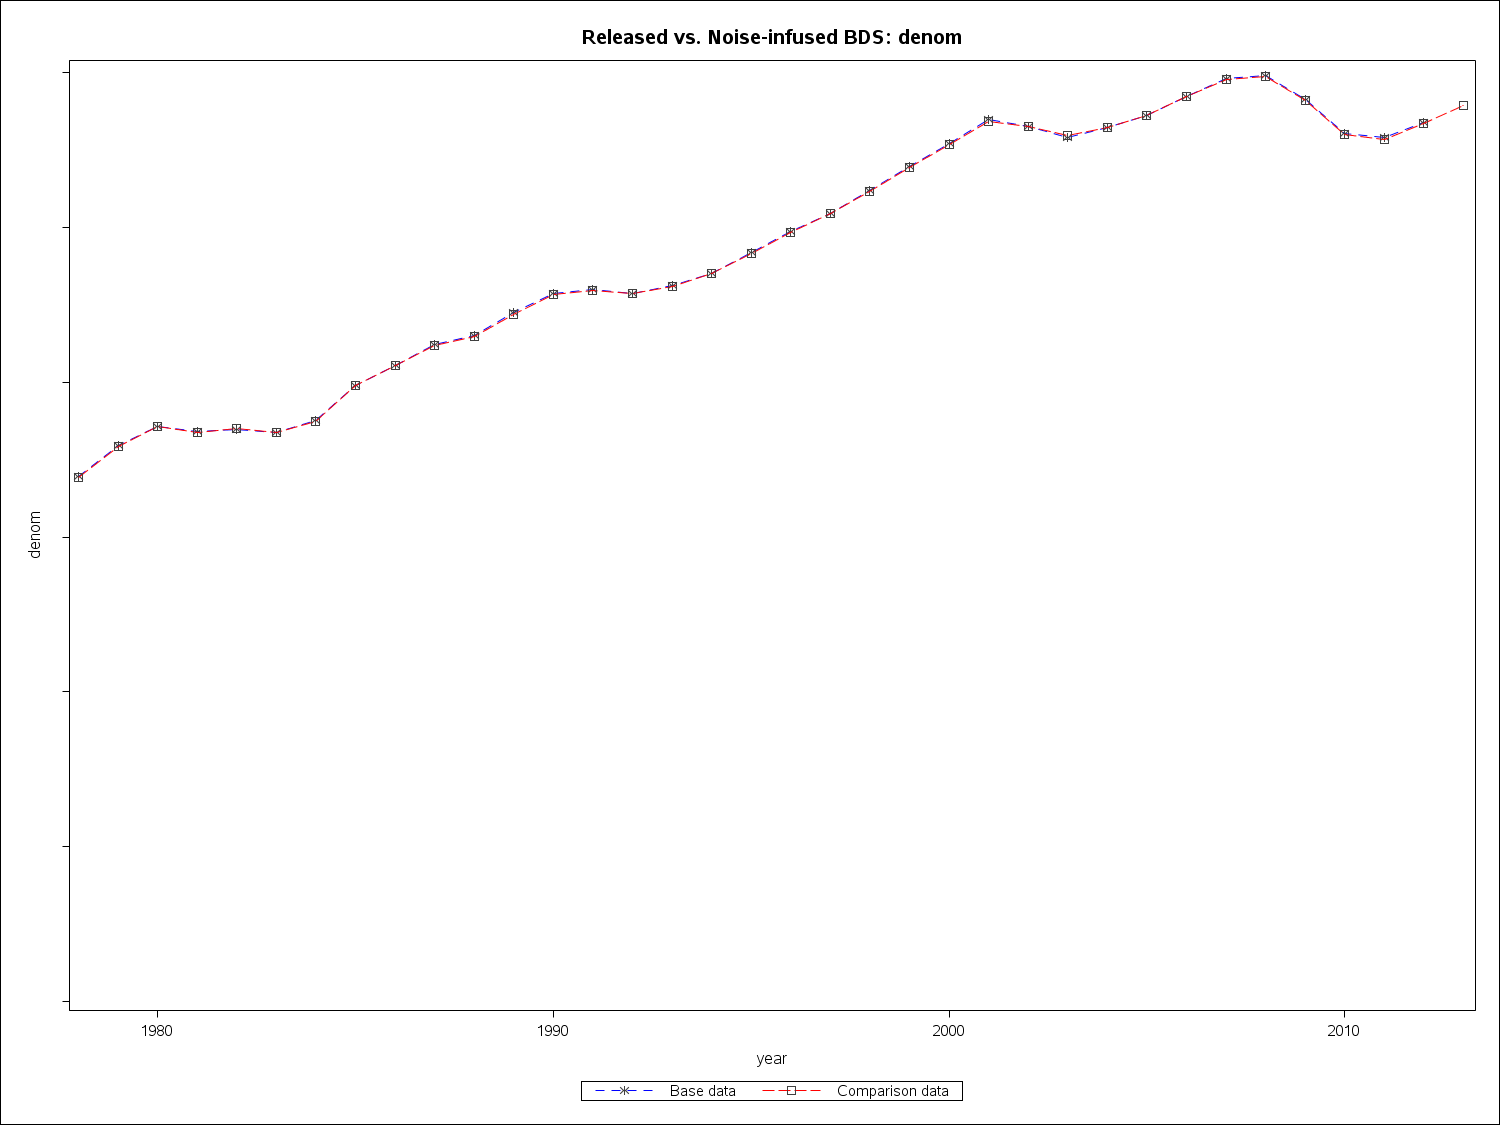 Released vs. Noise-infused BDS: denom
denom
1980 1990 2000 2010
year
Base data Comparison data